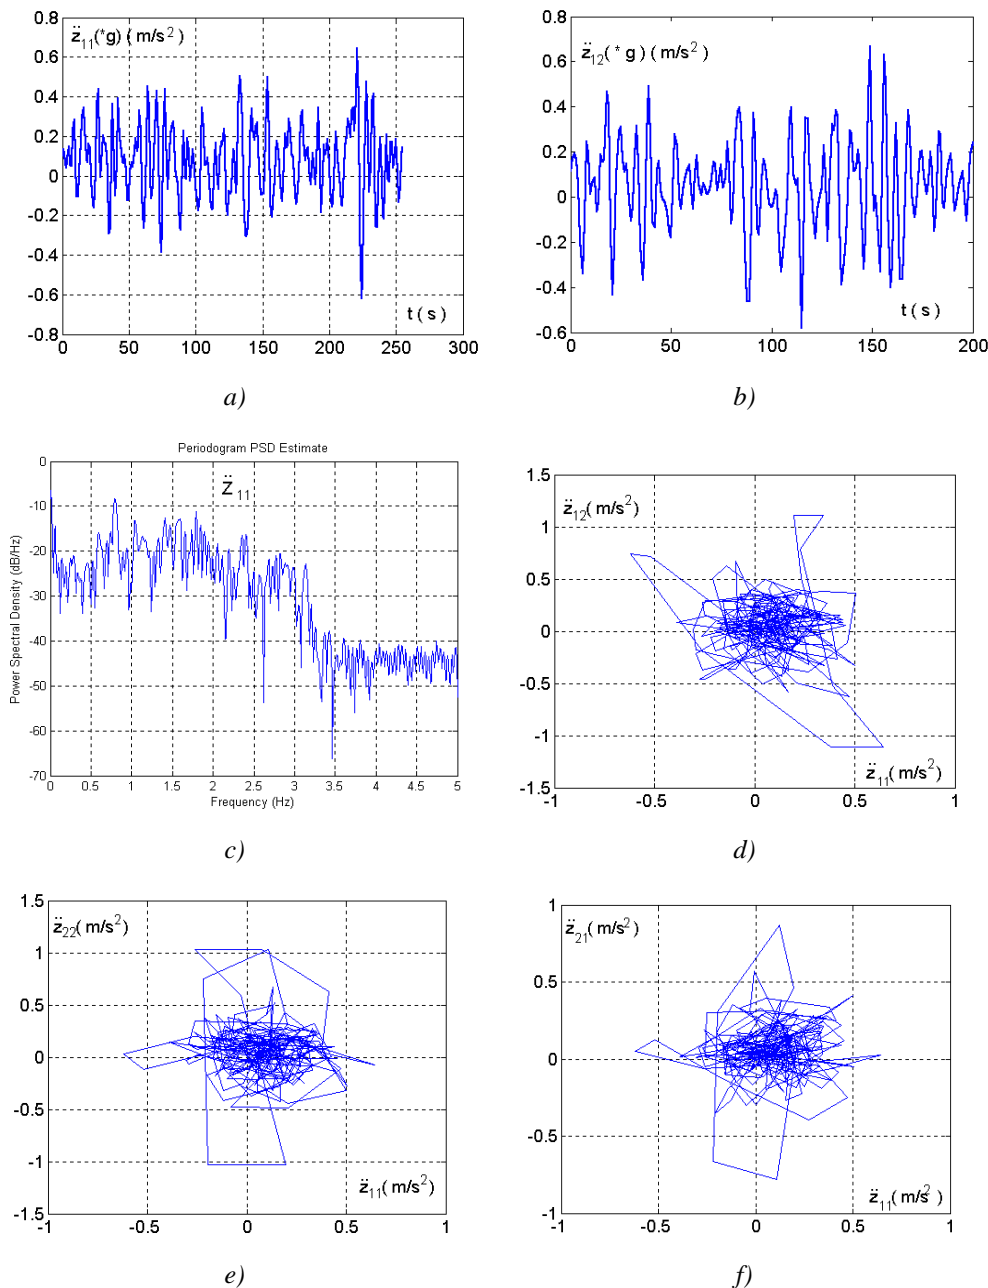 z̈11(*g) ( m/s2)
0.8
0.6
0.4
0.2
0
-0.2
-0.4
-0.6
-0.8
t ( s )
0 50 100 150 200 250 300
a)
z̈12( * g ) ( m/s2)
0.8
0.6
0.4
0.2
0
-0.2
-0.4
-0.6
t ( s )
0 50 100 150 200
b)
Periodogram PSD Estimate
Z̈ 11
Power Spectral Density (dB/Hz)
0
-10
-20
-30
-40
-50
-60
-70
0 0.5 1 1.5 2 2.5 3 3.5 4 4.5 5
Frequency (Hz)
c)
z̈12(m/s2)
1.5
1
0.5
0
-0.5
-1
-1.5
z̈11(m/s2)
-1 -0.5 0 0.5 1
d)
z̈22(m/s2)
1.5
1
0.5
0
-0.5
-1
-1.5
z̈11(m/s2)
-1 -0.5 0 0.5 1
e)
z̈21(m/s2)
1
0.5
0
-0.5
-1
z̈11(m/s2 )
-1 -0.5 0 0.5 1
f)